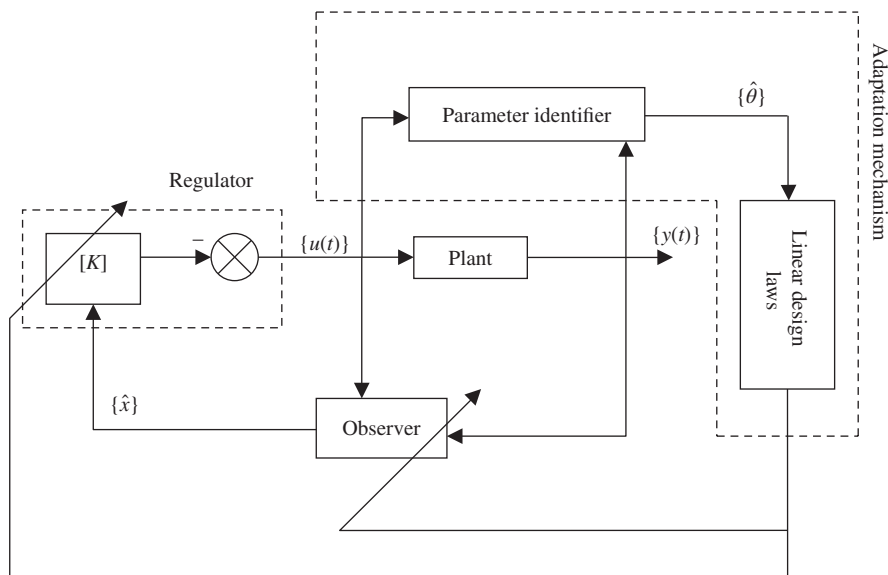 Adaptation mechanism
Parameter identifier
{θ̂}
Regulator
[K]
−
{u(t)}
Plant
{y(t)}
Linear design
laws
{x̂}
Observer